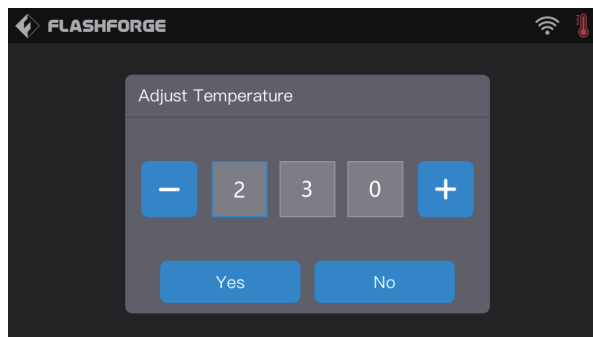 FLASHFORGE
Adjust Temperature
− 2 3 0 +
Yes No